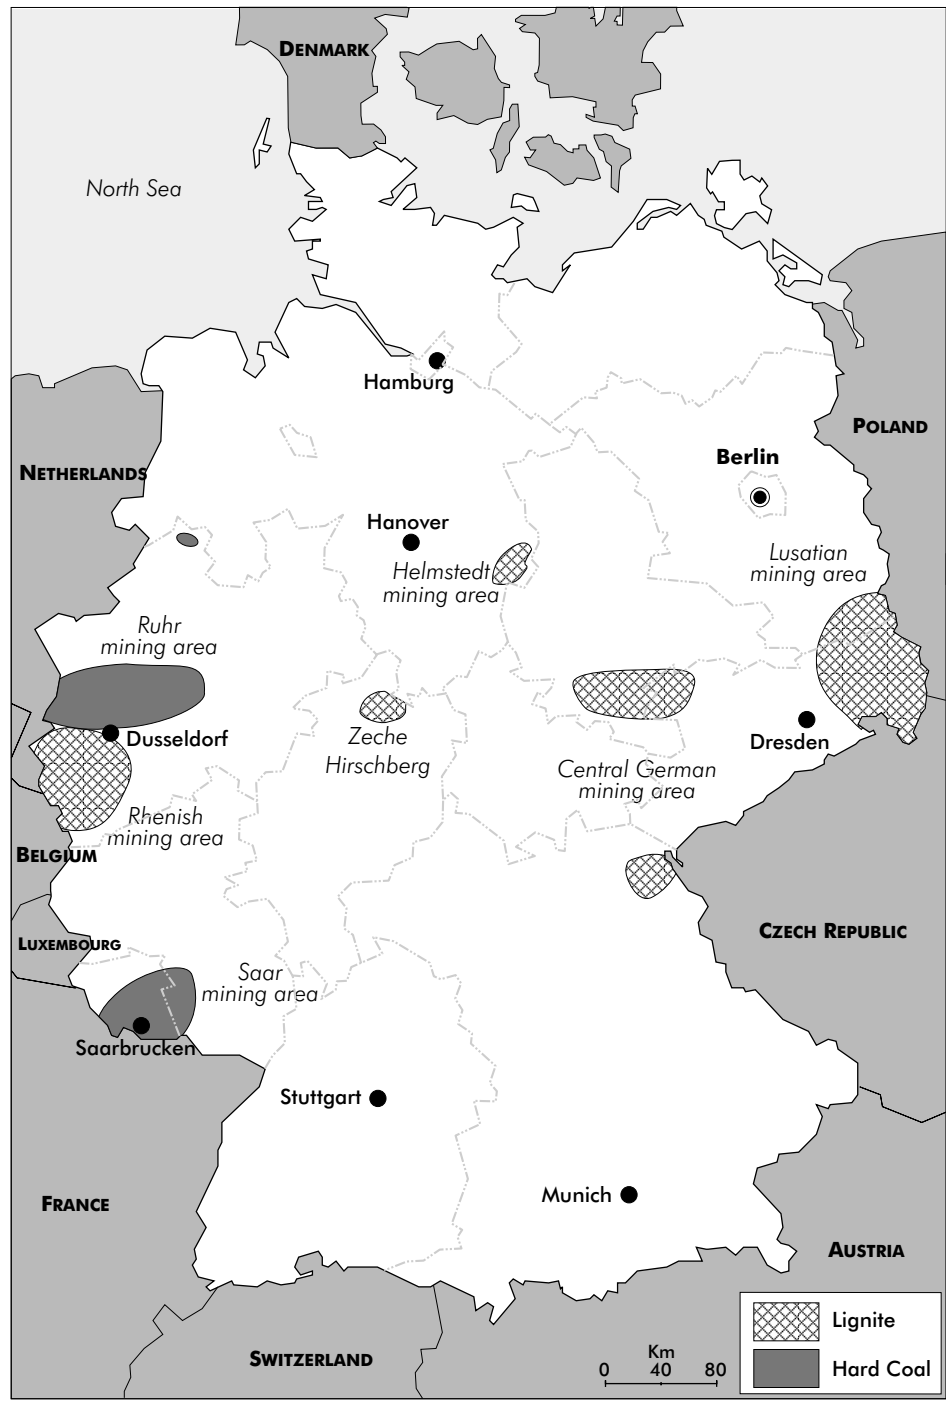 DENMARK
North Sea
Hamburg
POLAND
NETHERLANDS
Berlin
Hanover
Helmstedt
mining area
Lusatian
mining area
Ruhr
mining area
Dusseldorf
Zeche
Hirschberg
Dresden
Central German
mining area
Rhenish
mining area
BELGIUM
LUXEMBOURG
CZECH REPUBLIC
Saar
mining area
Saarbrucken
Stuttgart
Munich
FRANCE
AUSTRIA
SWITZERLAND
Km
0 40 80
Lignite
Hard Coal